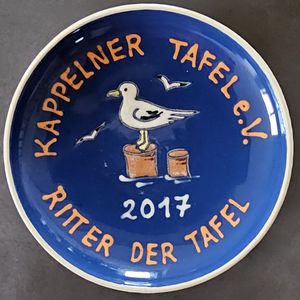 KAPPELNER TAFEL e.V.
2017
RITTER DER TAFEL